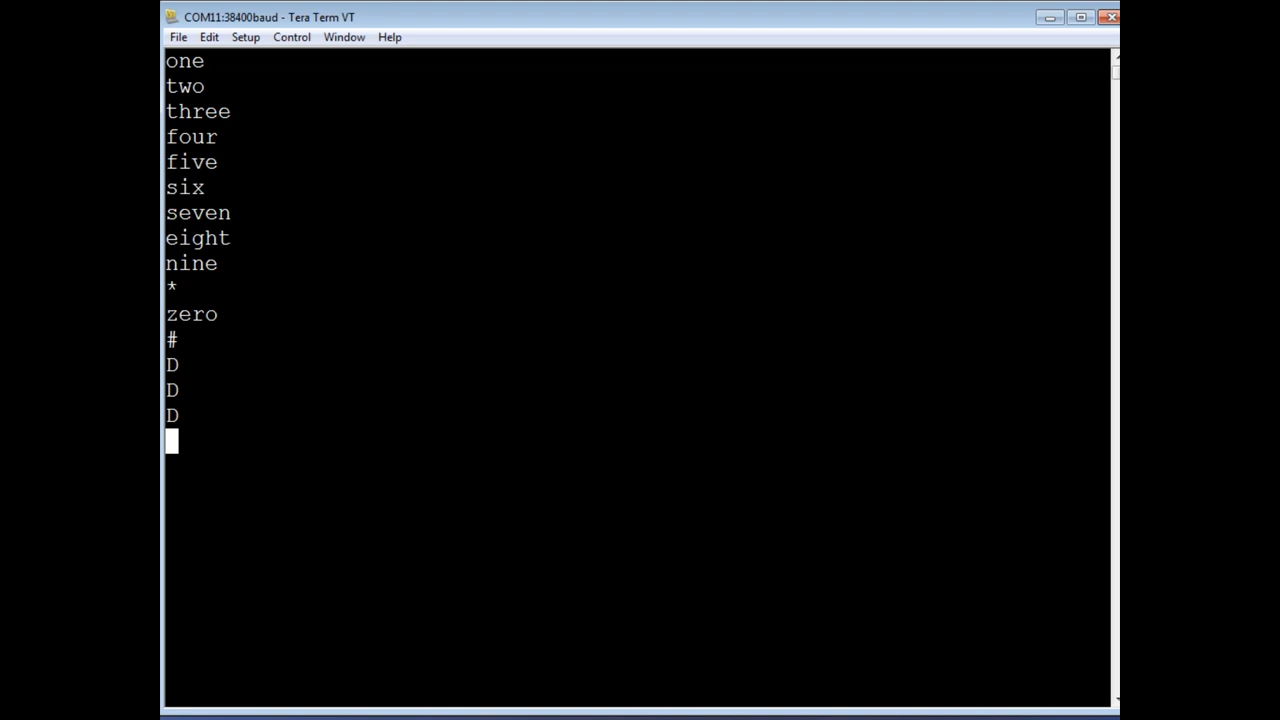 COM11:38400baud - Tera Term VT
File Edit Setup Control Window Help
one
two
three
four
five
six
seven
eight
nine
*
zero
#
D
D
D